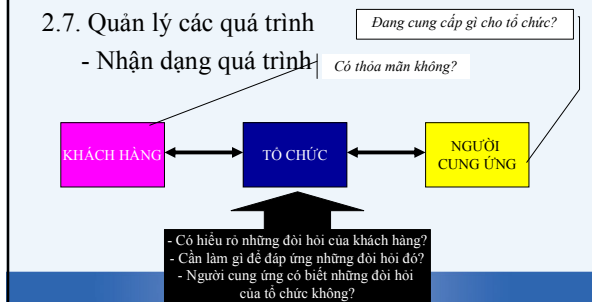 2.7. Quản lý các quá trình
Đang cung cấp gì cho tổ chức?
- Nhận dạng quá trình
Có thỏa mãn không?
KHÁCH HÀNG
TỔ CHỨC
NGƯỜI
CUNG ỨNG
- Có hiểu rỏ những đòi hỏi của khách hàng?
- Cần làm gì để đáp ứng những đòi hỏi đó?
- Người cung ứng có biết những đòi hỏi
của tổ chức không?